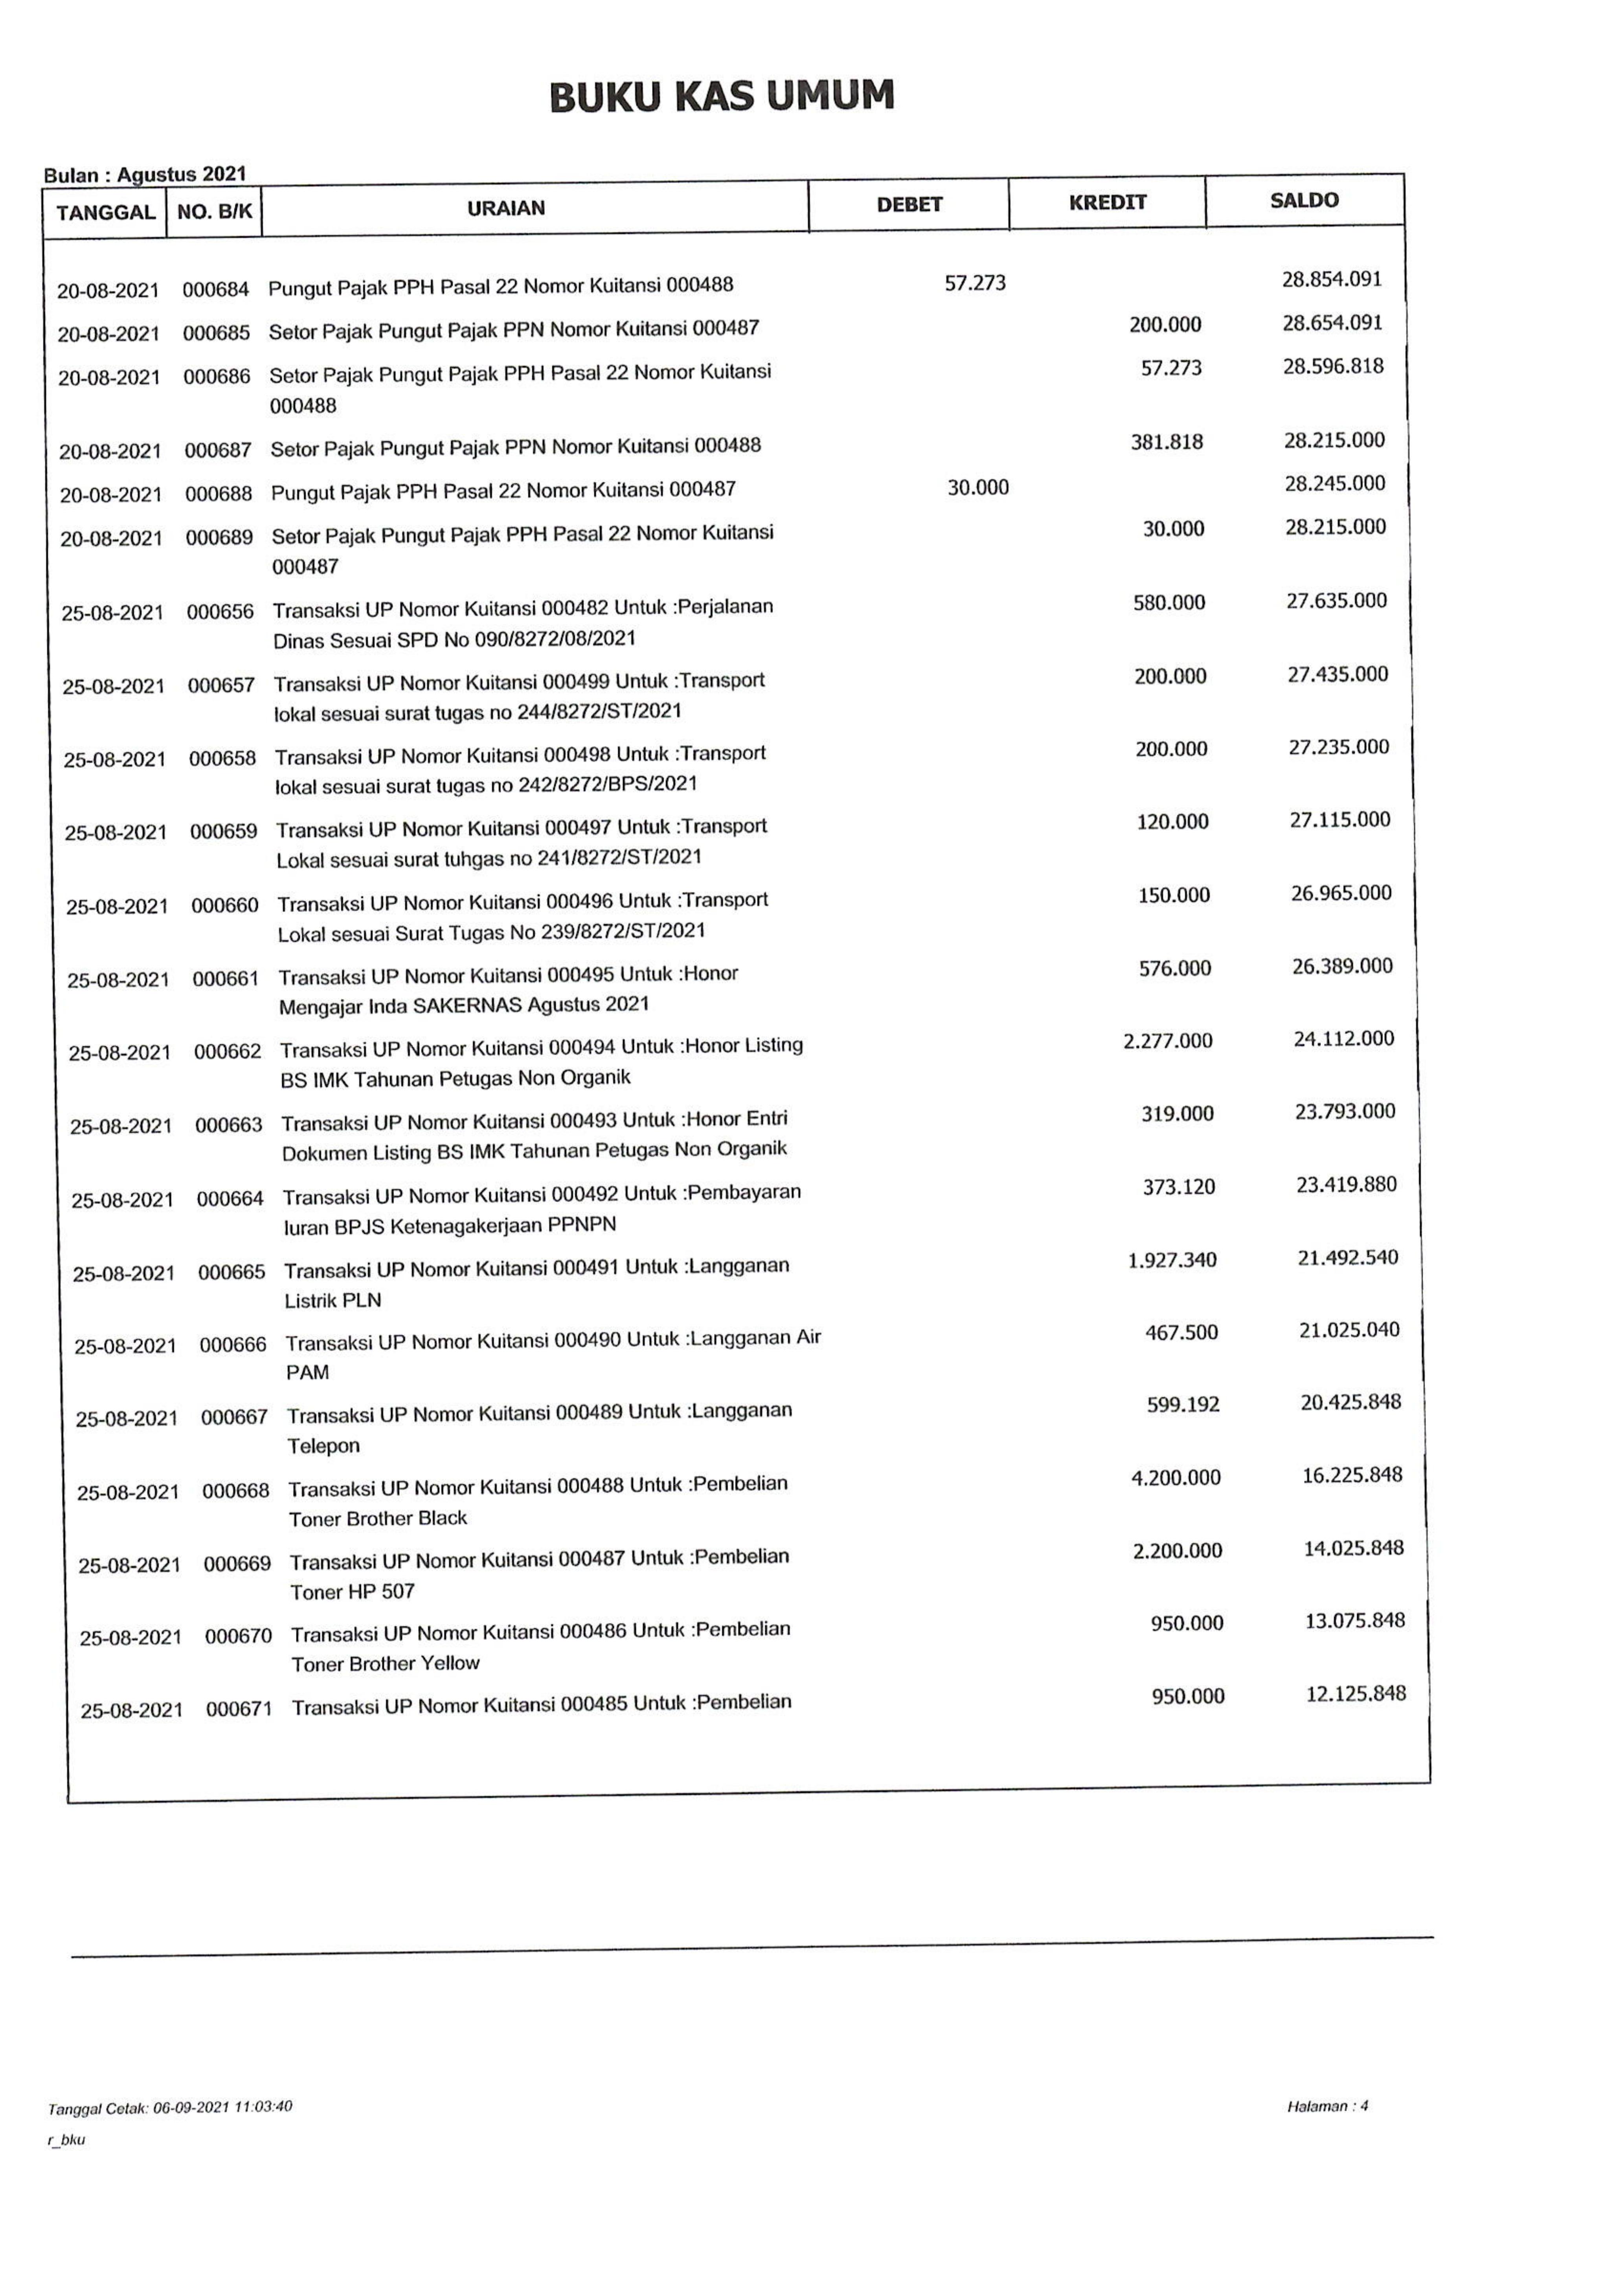 BUKU KAS UMUM
Bulan : Agustus 2021
TANGGAL NO. B/K URAIAN DEBET KREDIT SALDO
20-08-2021 000684 Pungut Pajak PPH Pasal 22 Nomor Kuitansi 000488 57.273 28.854.091
20-08-2021 000685 Setor Pajak Pungut Pajak PPN Nomor Kuitansi 000487 200.000 28.654.091
20-08-2021 000686 Setor Pajak Pungut Pajak PPH Pasal 22 Nomor Kuitansi 57.273 28.596.818
000488
20-08-2021 000687 Setor Pajak Pungut Pajak PPN Nomor Kuitansi 000488 381.818 28.215.000
20-08-2021 000688 Pungut Pajak PPH Pasal 22 Nomor Kuitansi 000487 30.000 28.245.000
20-08-2021 000689 Setor Pajak Pungut Pajak PPH Pasal 22 Nomor Kuitansi 30.000 28.215.000
000487
25-08-2021 000656 Transaksi UP Nomor Kuitansi 000482 Untuk :Perjalanan 580.000 27.635.000
Dinas Sesuai SPD No 090/8272/08/2021
25-08-2021 000657 Transaksi UP Nomor Kuitansi 000499 Untuk :Transport 200.000 27.435.000
lokal sesuai surat tugas no 244/8272/ST/2021
25-08-2021 000658 Transaksi UP Nomor Kuitansi 000498 Untuk :Transport 200.000 27.235.000
lokal sesuai surat tugas no 242/8272/BPS/2021
25-08-2021 000659 Transaksi UP Nomor Kuitansi 000497 Untuk :Transport 120.000 27.115.000
Lokal sesuai surat tuhgas no 241/8272/ST/2021
25-08-2021 000660 Transaksi UP Nomor Kuitansi 000496 Untuk :Transport 150.000 26.965.000
Lokal sesuai Surat Tugas No 239/8272/ST/2021
25-08-2021 000661 Transaksi UP Nomor Kuitansi 000495 Untuk :Honor 576.000 26.389.000
Mengajar Inda SAKERNAS Agustus 2021
25-08-2021 000662 Transaksi UP Nomor Kuitansi 000494 Untuk :Honor Listing 2.277.000 24.112.000
BS IMK Tahunan Petugas Non Organik
25-08-2021 000663 Transaksi UP Nomor Kuitansi 000493 Untuk :Honor Entri 319.000 23.793.000
Dokumen Listing BS IMK Tahunan Petugas Non Organik
25-08-2021 000664 Transaksi UP Nomor Kuitansi 000492 Untuk :Pembayaran 373.120 23.419.880
Iuran BPJS Ketenagakerjaan PPNPN
25-08-2021 000665 Transaksi UP Nomor Kuitansi 000491 Untuk :Langganan 1.927.340 21.492.540
Listrik PLN
25-08-2021 000666 Transaksi UP Nomor Kuitansi 000490 Untuk :Langganan Air 467.500 21.025.040
PAM
25-08-2021 000667 Transaksi UP Nomor Kuitansi 000489 Untuk :Langganan 599.192 20.425.848
Telepon
25-08-2021 000668 Transaksi UP Nomor Kuitansi 000488 Untuk :Pembelian 4.200.000 16.225.848
Toner Brother Black
25-08-2021 000669 Transaksi UP Nomor Kuitansi 000487 Untuk :Pembelian 2.200.000 14.025.848
Toner HP 507
25-08-2021 000670 Transaksi UP Nomor Kuitansi 000486 Untuk :Pembelian 950.000 13.075.848
Toner Brother Yellow
25-08-2021 000671 Transaksi UP Nomor Kuitansi 000485 Untuk :Pembelian 950.000 12.125.848
Tanggal Cetak: 06-09-2021 11:03:40 Halaman : 4
r_bku